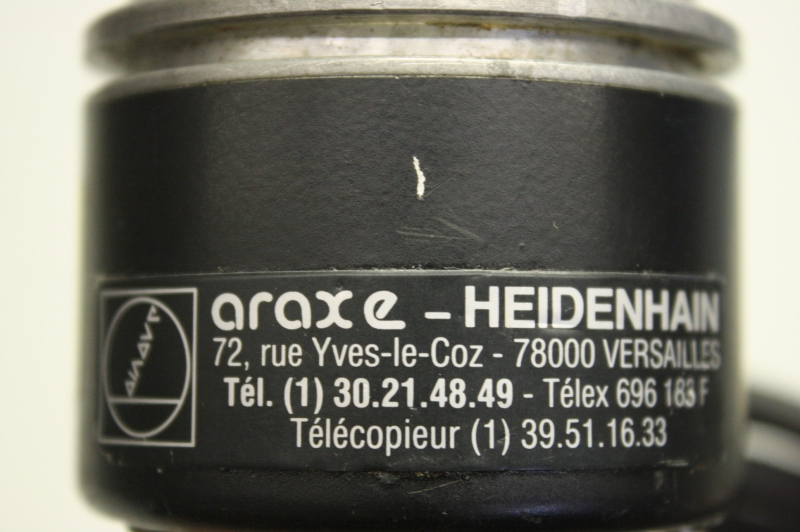 araxe - HEIDENHAIN
72, rue Yves-le-Coz - 78000 VERSAILLES
Tél. (1) 30.21.48.49 - Télex 696 183 F
Télécopieur (1) 39.51.16.33